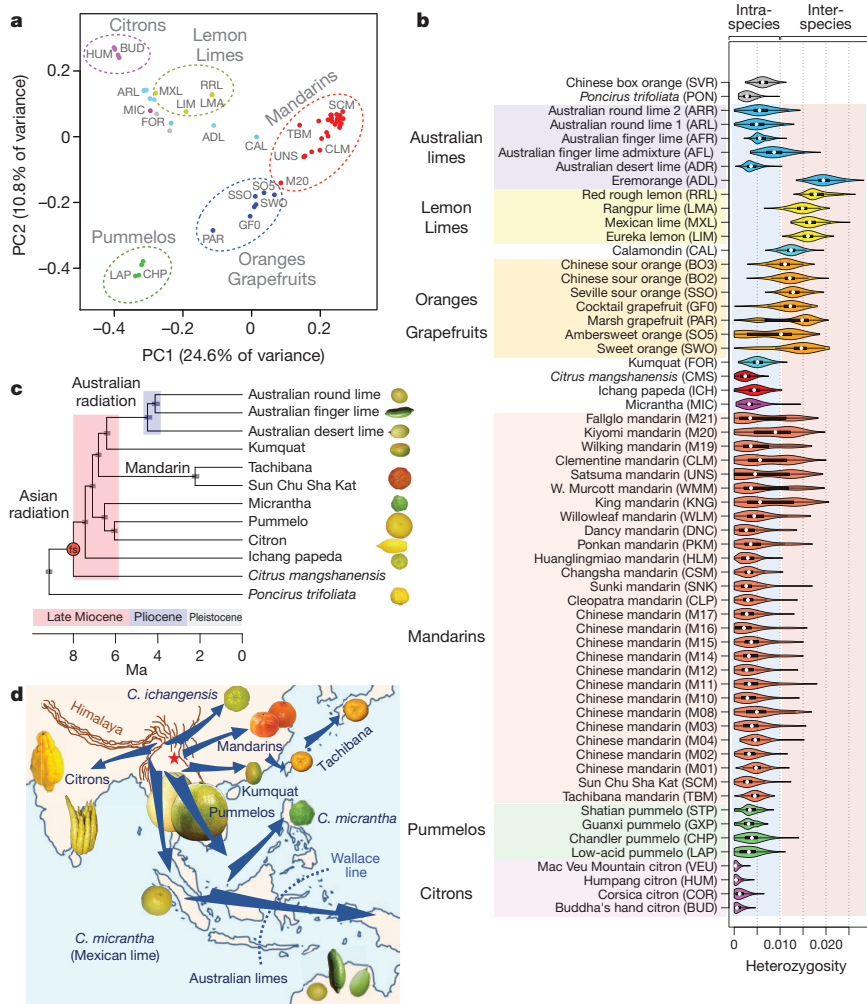 a
Citrons
HUM BUD
Lemon
Limes
ARL
MXL
RRL
LIM
LMA
MIC
FOR
ADL
CAL
Mandarins
SCM
TBM
UNS
CLM
M20
SSO
SO5
SWO
GF0
PAR
Pummelos
LAP CHP
Oranges
Grapefruits
0.2
0
−0.2
−0.4
PC2 (10.8% of variance)
−0.4 −0.2 0 0.2
PC1 (24.6% of variance)
b
Intra-
species
Inter-
species
Australian
limes
Lemon
Limes
Oranges
Grapefruits
Mandarins
Pummelos
Citrons
Chinese box orange (SVR)
Poncirus trifoliata (PON)
Australian round lime 2 (ARR)
Australian round lime 1 (ARL)
Australian finger lime (AFR)
Australian finger lime admixture (AFL)
Australian desert lime (ADR)
Eremorange (ADL)
Red rough lemon (RRL)
Rangpur lime (LMA)
Mexican lime (MXL)
Eureka lemon (LIM)
Calamondin (CAL)
Chinese sour orange (BO3)
Chinese sour orange (BO2)
Seville sour orange (SSO)
Cocktail grapefruit (GF0)
Marsh grapefruit (PAR)
Ambersweet orange (SO5)
Sweet orange (SWO)
Kumquat (FOR)
Citrus mangshanensis (CMS)
Ichang papeda (ICH)
Micrantha (MIC)
Fallglo mandarin (M21)
Kiyomi mandarin (M20)
Wilking mandarin (M19)
Clementine mandarin (CLM)
Satsuma mandarin (UNS)
W. Murcott mandarin (WMM)
King mandarin (KNG)
Willowleaf mandarin (WLM)
Dancy mandarin (DNC)
Ponkan mandarin (PKM)
Huanglingmiao mandarin (HLM)
Changsha mandarin (CSM)
Sunki mandarin (SNK)
Cleopatra mandarin (CLP)
Chinese mandarin (M17)
Chinese mandarin (M16)
Chinese mandarin (M15)
Chinese mandarin (M14)
Chinese mandarin (M12)
Chinese mandarin (M11)
Chinese mandarin (M10)
Chinese mandarin (M08)
Chinese mandarin (M03)
Chinese mandarin (M04)
Chinese mandarin (M02)
Chinese mandarin (M01)
Sun Chu Sha Kat (SCM)
Tachibana mandarin (TBM)
Shatian pummelo (STP)
Guanxi pummelo (GXP)
Chandler pummelo (CHP)
Low-acid pummelo (LAP)
Mac Veu Mountain citron (VEU)
Humpang citron (HUM)
Corsica citron (COR)
Buddha's hand citron (BUD)
0 0.010 0.020
Heterozygosity
c
Australian
radiation
Asian
radiation
Mandarin
fs
Australian round lime
Australian finger lime
Australian desert lime
Kumquat
Tachibana
Sun Chu Sha Kat
Micrantha
Pummelo
Citron
Ichang papeda
Citrus mangshanensis
Poncirus trifoliata
Late Miocene Pliocene Pleistocene
8 6 4 2 0
Ma
d
Himalaya
C. ichangensis
Mandarins
Tachibana
Citrons
Kumquat
Pummelos
C. micrantha
Wallace
line
C. micrantha
(Mexican lime)
Australian limes